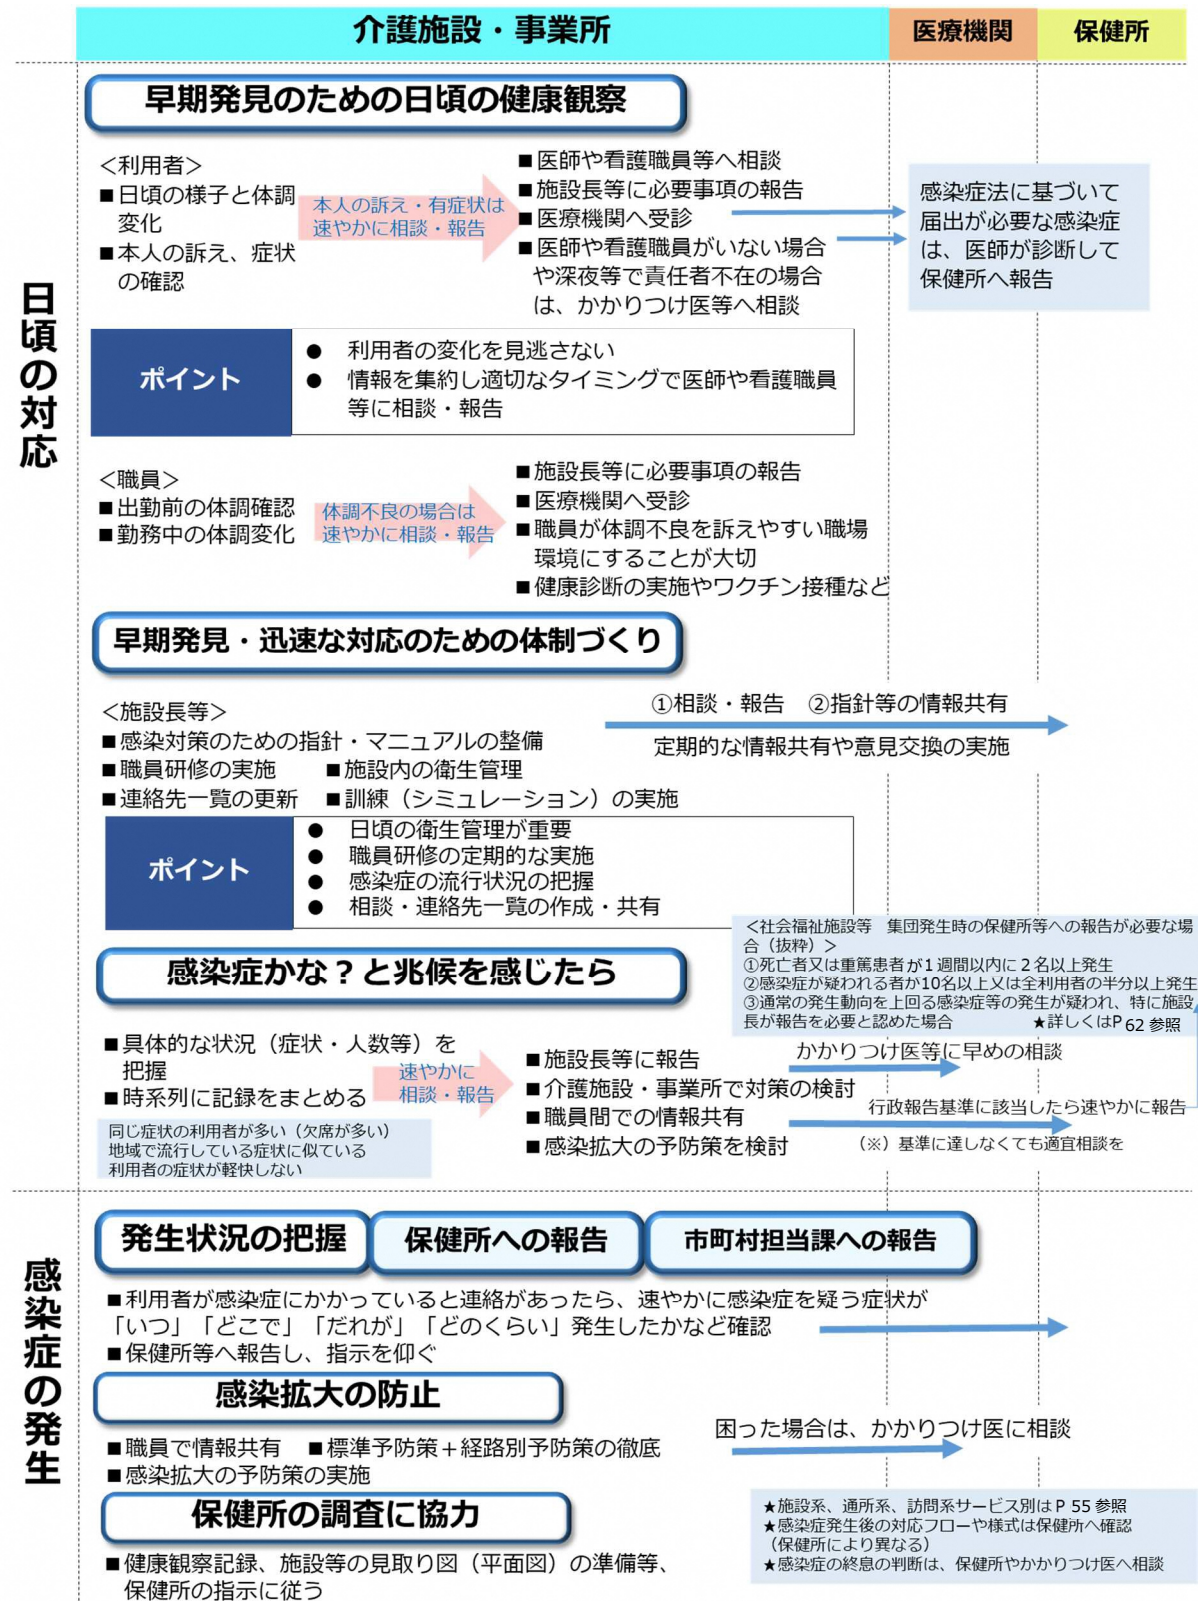 介護施設・事業所
医療機関
保健所
日頃の対応
早期発見のための日頃の健康観察
＜利用者＞
■日頃の様子と体調
変化
■本人の訴え、症状
の確認
本人の訴え・有症状は
速やかに相談・報告
■医師や看護職員等へ相談
■施設長等に必要事項の報告
■医療機関へ受診
■医師や看護職員がいない場合
や深夜等で責任者不在の場合
は、かかりつけ医等へ相談
感染症法に基づいて
届出が必要な感染症
は、医師が診断して
保健所へ報告
ポイント
● 利用者の変化を見逃さない
● 情報を集約し適切なタイミングで医師や看護職員
等に相談・報告
＜職員＞
■出勤前の体調確認
■勤務中の体調変化
体調不良の場合は
速やかに相談・報告
■施設長等に必要事項の報告
■医療機関へ受診
■職員が体調不良を訴えやすい職場
環境にすることが大切
■健康診断の実施やワクチン接種など
早期発見・迅速な対応のための体制づくり
＜施設長等＞
■感染対策のための指針・マニュアルの整備
■職員研修の実施 ■施設内の衛生管理
■連絡先一覧の更新 ■訓練（シミュレーション）の実施
①相談・報告 ②指針等の情報共有
定期的な情報共有や意見交換の実施
ポイント
● 日頃の衛生管理が重要
● 職員研修の定期的な実施
● 感染症の流行状況の把握
● 相談・連絡先一覧の作成・共有
＜社会福祉施設等 集団発生時の保健所等への報告が必要な場
合（抜粋）＞
①死亡者又は重篤患者が1週間以内に2名以上発生
②感染症が疑われる者が10名以上又は全利用者の半分以上発生
③通常の発生動向を上回る感染症等の発生が疑われ、特に施設
長が報告を必要と認めた場合 ★詳しくはP 62 参照
感染症かな？と兆候を感じたら
■具体的な状況（症状・人数等）を
把握
■時系列に記録をまとめる
速やかに
相談・報告
■施設長等に報告
■介護施設・事業所で対策の検討
■職員間での情報共有
■感染拡大の予防策を検討
かかりつけ医等に早めの相談
行政報告基準に該当したら速やかに報告
（※）基準に達しなくても適宜相談を
同じ症状の利用者が多い（欠席が多い）
地域で流行している症状に似ている
利用者の症状が軽快しない
感染症の発生
発生状況の把握
保健所への報告
市町村担当課への報告
■利用者が感染症にかかっていると連絡があったら、速やかに感染症を疑う症状が
「いつ」「どこで」「だれが」「どのくらい」発生したかなど確認
■保健所等へ報告し、指示を仰ぐ
感染拡大の防止
■職員で情報共有 ■標準予防策＋経路別予防策の徹底
■感染拡大の予防策の実施
困った場合は、かかりつけ医に相談
保健所の調査に協力
■健康観察記録、施設等の見取り図（平面図）の準備等、
保健所の指示に従う
★施設系、通所系、訪問系サービス別はP 55 参照
★感染症発生後の対応フローや様式は保健所へ確認
（保健所により異なる）
★感染症の終息の判断は、保健所やかかりつけ医へ相談